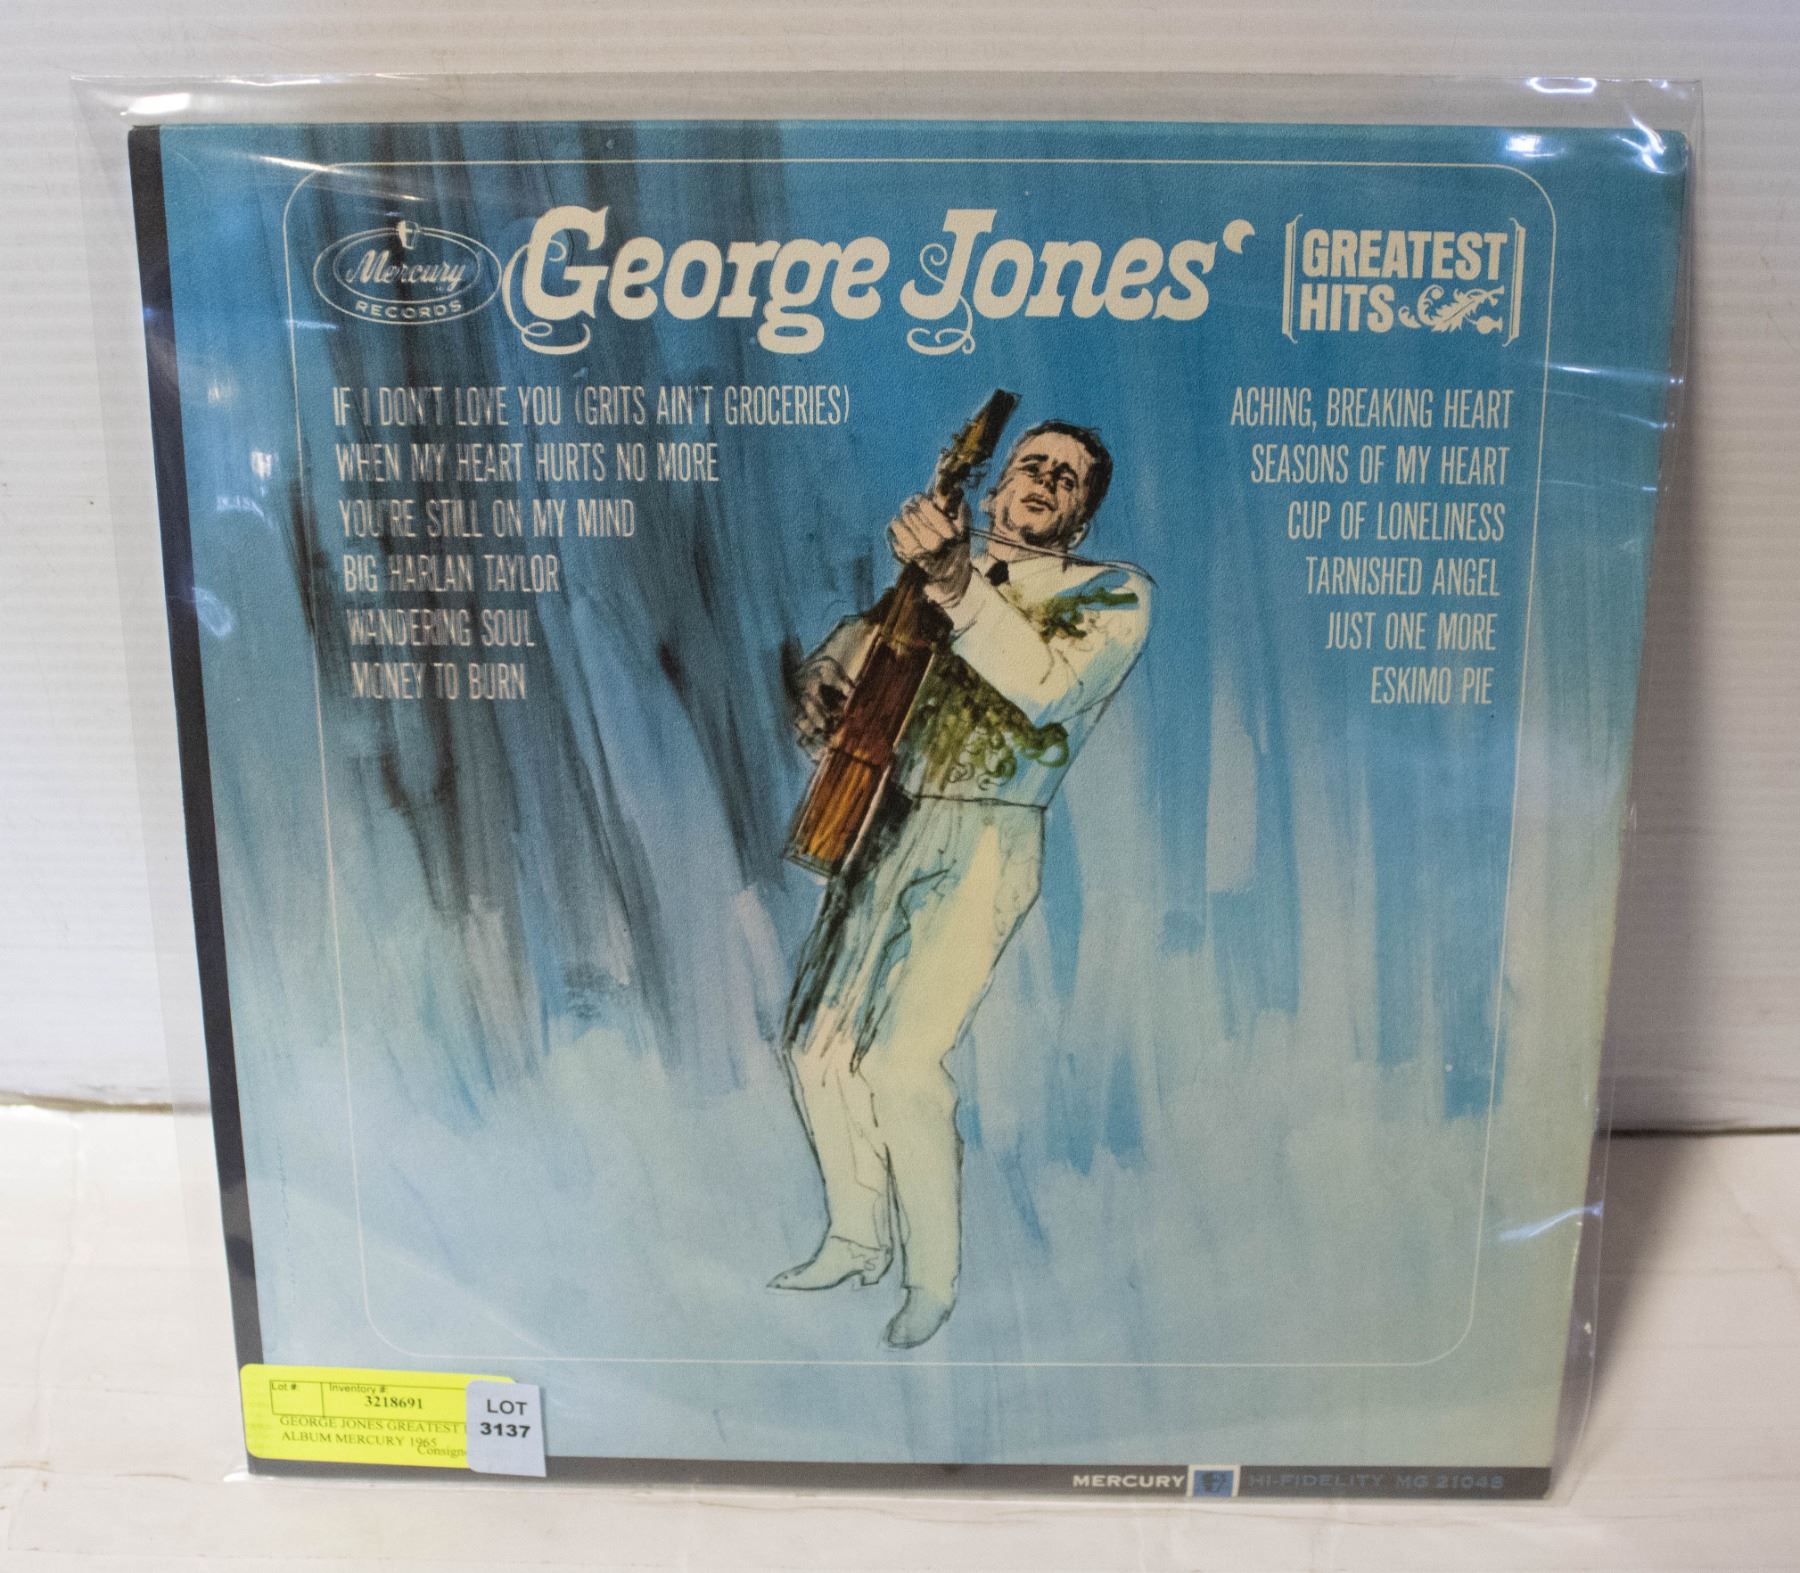 Mercury
RECORDS
George Jones'
GREATEST
HITS
IF I DON'T LOVE YOU (GRITS AIN'T GROCERIES)
WHEN MY HEART HURTS NO MORE
YOU'RE STILL ON MY MIND
BIG HARLAN TAYLOR
WANDERING SOUL
MONEY TO BURN
ACHING, BREAKING HEART
SEASONS OF MY HEART
CUP OF LONELINESS
TARNISHED ANGEL
JUST ONE MORE
ESKIMO PIE
Lot #: Inventory #:
3218691
GEORGE JONES GREATEST
ALBUM MERCURY 1965
LOT
3137
MERCURY HI-FIDELITY MG 21048